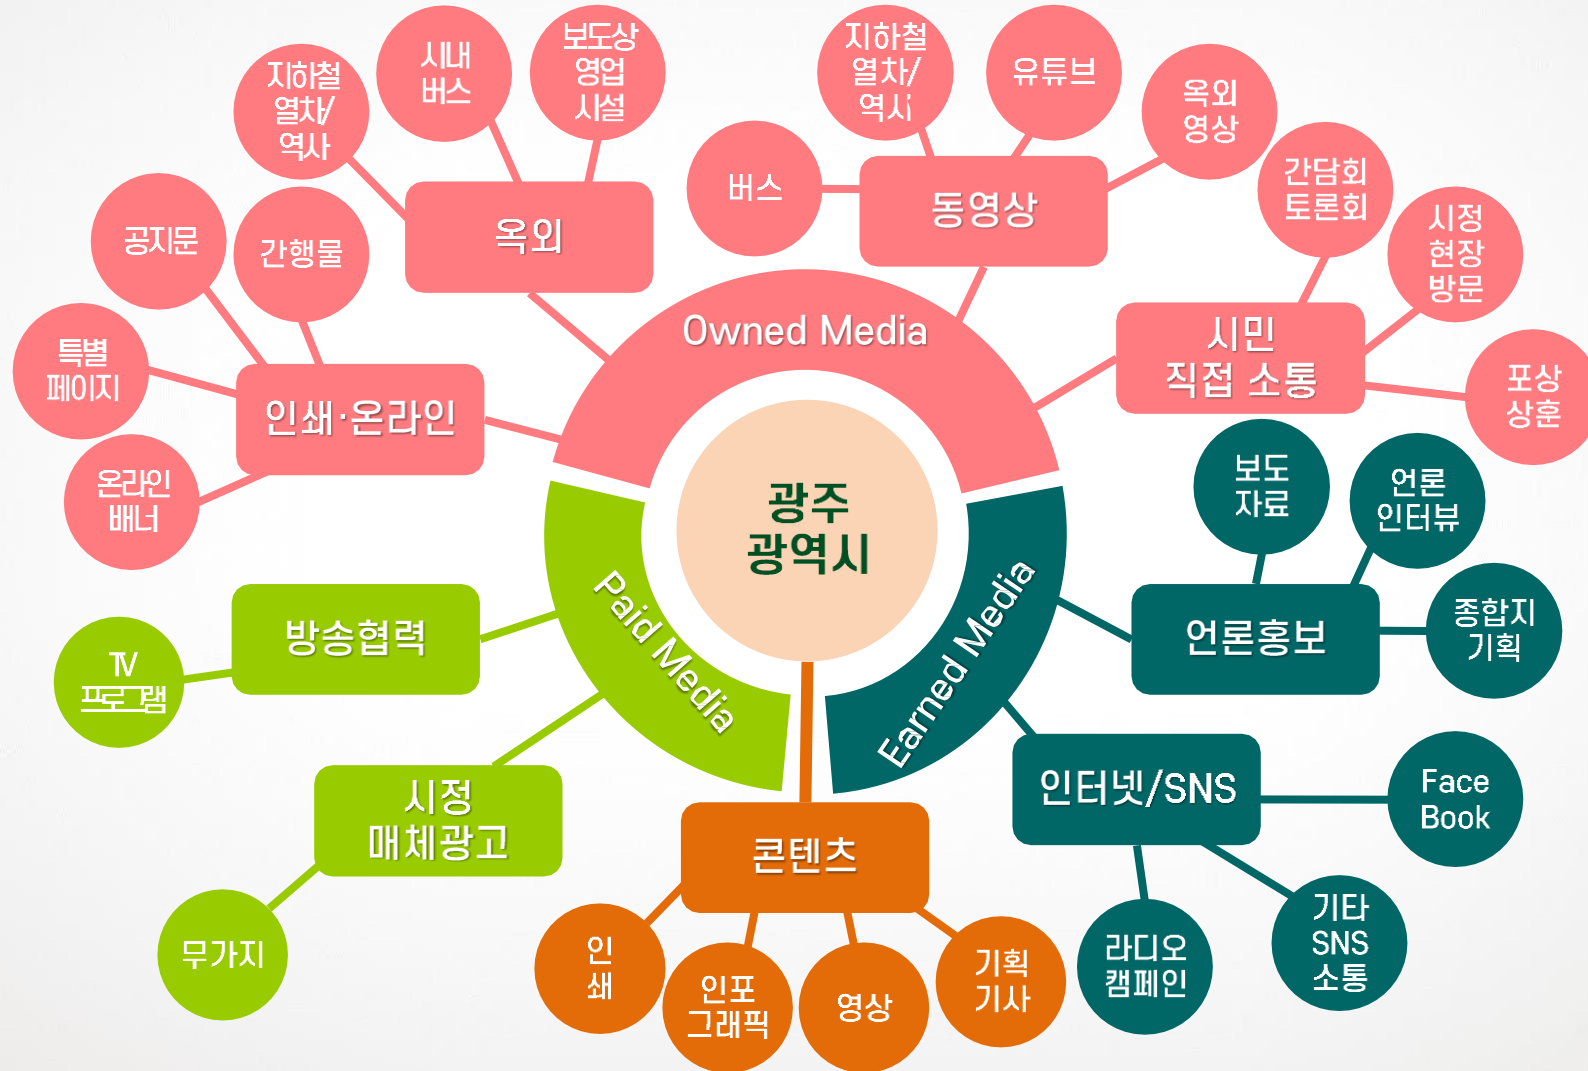 지하철
열차/
역사
시내
버스
보도상
영업
시설
지하철
열차/
역사
유튜브
옥외
영상
버스
간담회
토론회
시정
현장
방문
포상
상훈
공지문
간행물
특별
페이지
온라인
배너
옥외
동영상
시민
직접 소통
인쇄·온라인
Owned Media
광주
광역시
Paid Media
Earned Media
보도
자료
언론
인터뷰
종합지
기획
언론홍보
방송협력
TV
프로그램
시정
매체광고
무가지
인터넷/SNS
Face
Book
기타
SNS
소통
라디오
캠페인
콘텐츠
인
쇄
인포
그래픽
영상
기획
기사